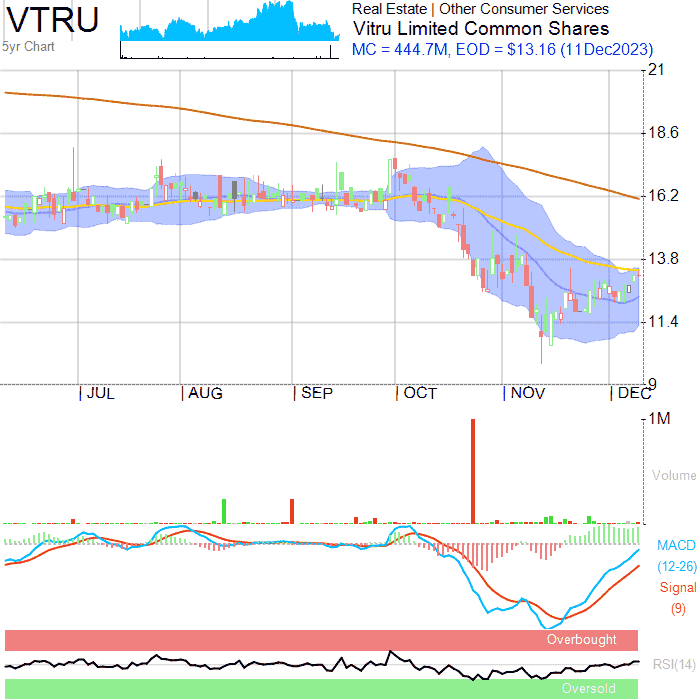 VTRU
5yr Chart
Real Estate | Other Consumer Services
Vitru Limited Common Shares
MC = 444.7M, EOD = $13.16 (11Dec2023)
21
18.6
16.2
13.8
11.4
9
| JUL | AUG | SEP | OCT | NOV | DEC
1M
Volume
MACD
(12-26)
Signal
(9)
Overbought
RSI(14)
Oversold